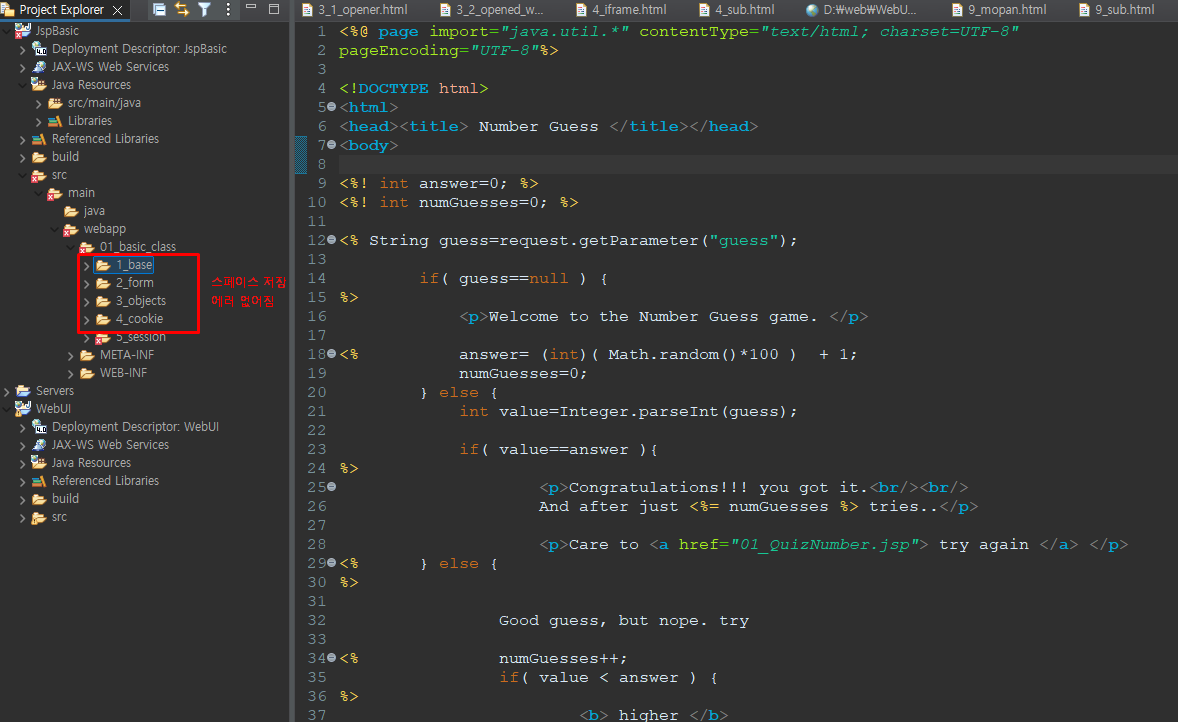 Project Explorer
JspBasic
Deployment Descriptor: JspBasic
JAX-WS Web Services
Java Resources
src/main/java
Libraries
Referenced Libraries
build
src
main
java
webapp
01_basic_class
1_base
2_form
3_objects
4_cookie
5_session
META-INF
WEB-INF
Servers
WebUI
Deployment Descriptor: WebUI
JAX-WS Web Services
Java Resources
Referenced Libraries
build
src
스페이스 저장
에러 없어짐
3_1_opener.html 3_2_opened_w... 4_iframe.html 4_sub.html D:₩web₩WebU... 9_mopan.html 9_sub.html
1 <%@ page import="java.util.*" contentType="text/html; charset=UTF-8"
2 pageEncoding="UTF-8"%>
3
4 <!DOCTYPE html>
5 <html>
6 <head><title> Number Guess </title></head>
7 <body>
8
9 <%! int answer=0; %>
10 <%! int numGuesses=0; %>
11
12 <% String guess=request.getParameter("guess");
13
14 if( guess==null ) {
15 %>
16 <p>Welcome to the Number Guess game. </p>
17
18 <% answer= (int)( Math.random()*100 ) + 1;
19 numGuesses=0;
20 } else {
21 int value=Integer.parseInt(guess);
22
23 if( value==answer ){
24 %>
25 <p>Congratulations!!! you got it.<br/><br/>
26 And after just <%= numGuesses %> tries..</p>
27
28 <p>Care to <a href="01_QuizNumber.jsp"> try again </a> </p>
29 <% } else {
30 %>
31
32 Good guess, but nope. try
33
34 <% numGuesses++;
35 if( value < answer ) {
36 %>
37 <b> higher </b>